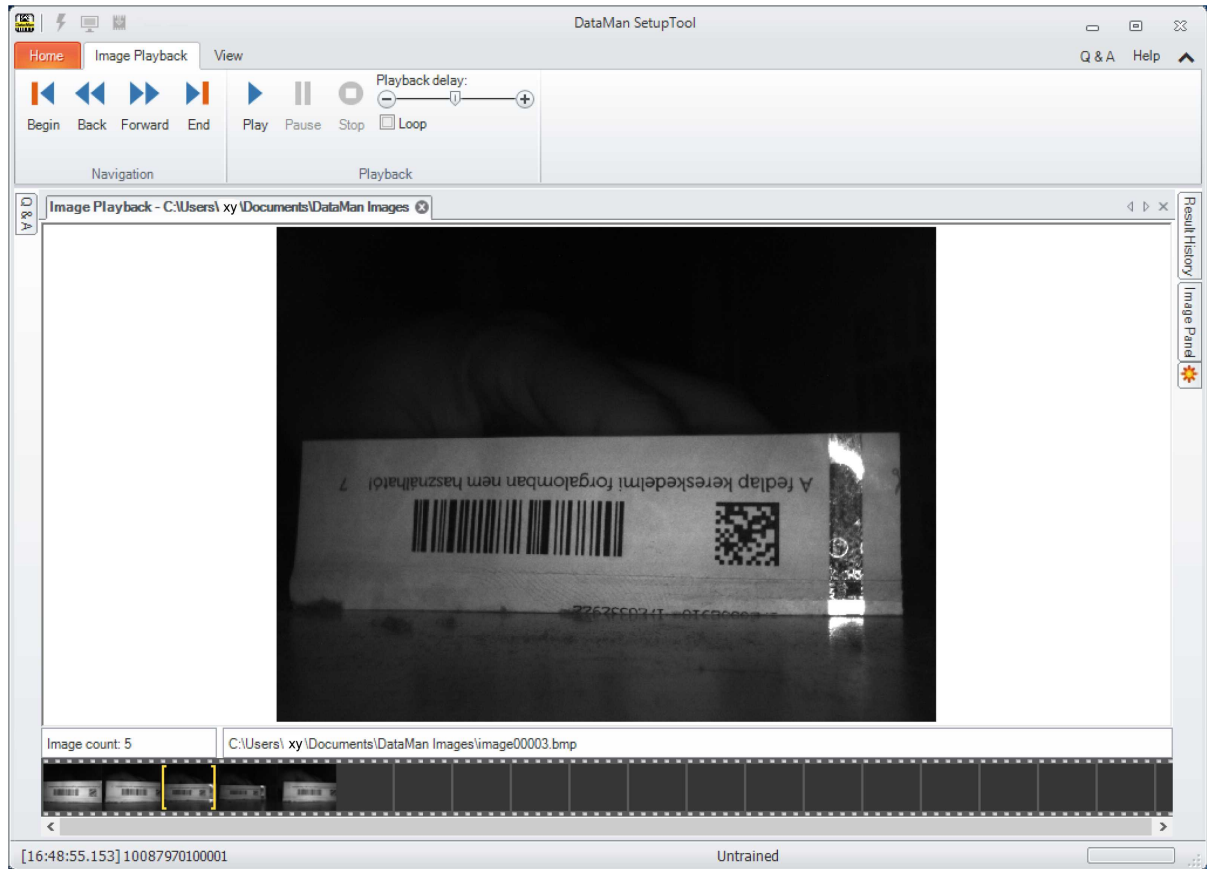 DataMan SetupTool
Home Image Playback View Q & A Help
Playback delay:
Begin Back Forward End Play Pause Stop Loop
Navigation Playback
Q & A
Image Playback - C:\Users\ xy \Documents\DataMan Images
Result History
Image Panel
A fedlap kereskedelmi forgalomban nem használható! 7
Image count: 5
C:\Users\ xy \Documents\DataMan Images\image00003.bmp
[16:48:55.153] 10087970100001 Untrained